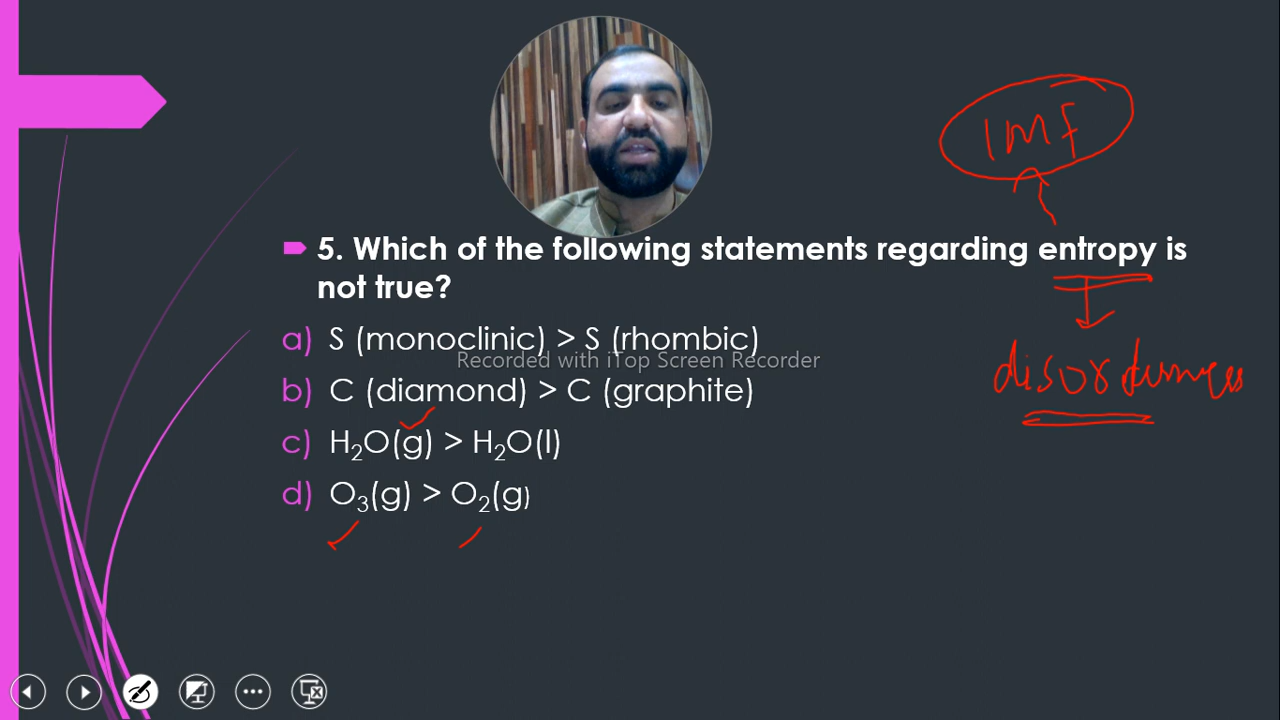 IMF
5. Which of the following statements regarding entropy is
not true?
a) S (monoclinic) > S (rhombic)
Recorded with iTop Screen Recorder
disorderness
b) C (diamond) > C (graphite)
c) H₂O(g) > H₂O(l)
d) O₃(g) > O₂(g)